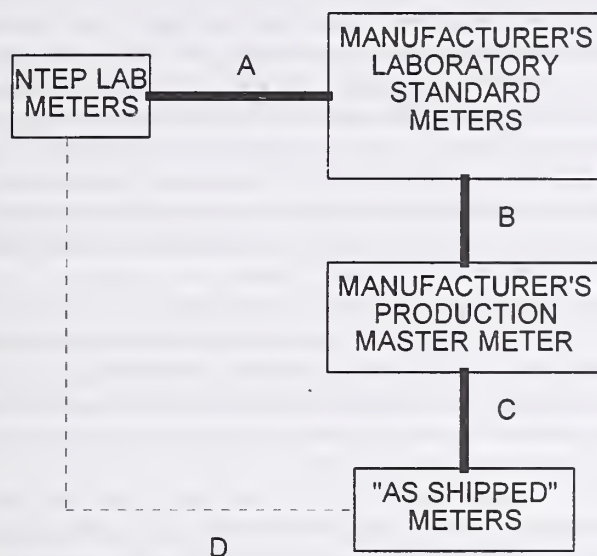 NTEP LAB
METERS
A
MANUFACTURER'S
LABORATORY
STANDARD
METERS
B
MANUFACTURER'S
PRODUCTION
MASTER METER
C
"AS SHIPPED"
METERS
D